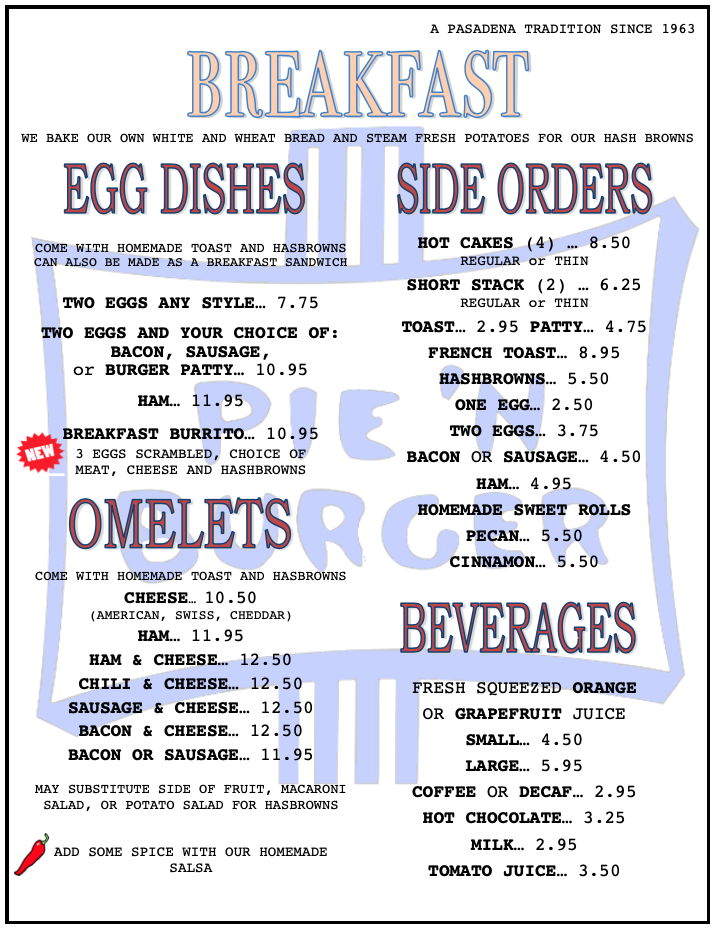 A PASADENA TRADITION SINCE 1963
BREAKFAST
WE BAKE OUR OWN WHITE AND WHEAT BREAD AND STEAM FRESH POTATOES FOR OUR HASH BROWNS
EGG DISHES
COME WITH HOMEMADE TOAST AND HASBROWNS
CAN ALSO BE MADE AS A BREAKFAST SANDWICH
TWO EGGS ANY STYLE… 7.75
TWO EGGS AND YOUR CHOICE OF:
BACON, SAUSAGE,
or BURGER PATTY… 10.95
HAM… 11.95
NEW
BREAKFAST BURRITO… 10.95
3 EGGS SCRAMBLED, CHOICE OF
MEAT, CHEESE AND HASHBROWNS
OMELETS
COME WITH HOMEMADE TOAST AND HASBROWNS
CHEESE… 10.50
(AMERICAN, SWISS, CHEDDAR)
HAM… 11.95
HAM & CHEESE… 12.50
CHILI & CHEESE… 12.50
SAUSAGE & CHEESE… 12.50
BACON & CHEESE… 12.50
BACON OR SAUSAGE… 11.95
MAY SUBSTITUTE SIDE OF FRUIT, MACARONI
SALAD, OR POTATO SALAD FOR HASBROWNS
ADD SOME SPICE WITH OUR HOMEMADE
SALSA
SIDE ORDERS
HOT CAKES (4) … 8.50
REGULAR or THIN
SHORT STACK (2) … 6.25
REGULAR or THIN
TOAST… 2.95 PATTY… 4.75
FRENCH TOAST… 8.95
HASHBROWNS… 5.50
ONE EGG… 2.50
TWO EGGS… 3.75
BACON OR SAUSAGE… 4.50
HAM… 4.95
HOMEMADE SWEET ROLLS
PECAN… 5.50
CINNAMON… 5.50
BEVERAGES
FRESH SQUEEZED ORANGE
OR GRAPEFRUIT JUICE
SMALL… 4.50
LARGE… 5.95
COFFEE OR DECAF… 2.95
HOT CHOCOLATE… 3.25
MILK… 2.95
TOMATO JUICE… 3.50
PIE 'N
BURGER